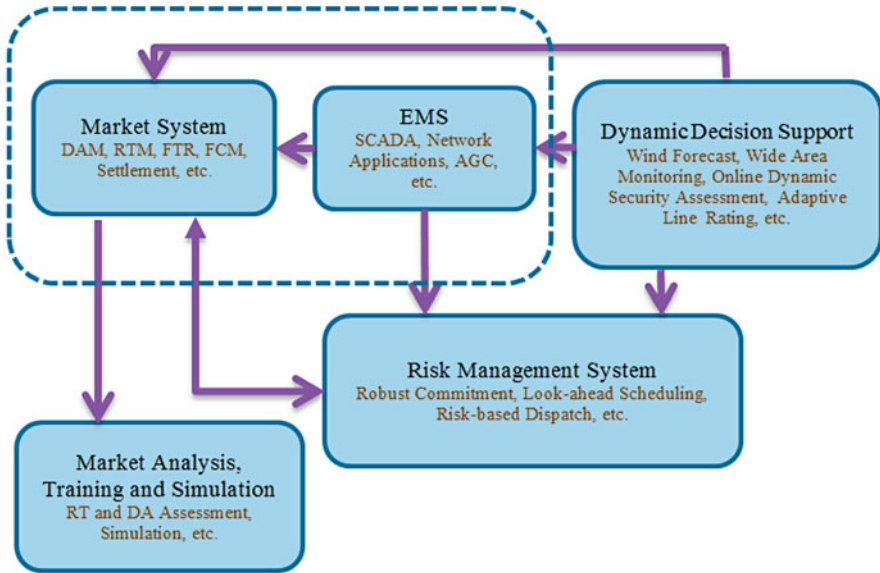 Market System
DAM, RTM, FTR, FCM,
Settlement, etc.
EMS
SCADA, Network
Applications, AGC,
etc.
Dynamic Decision Support
Wind Forecast, Wide Area
Monitoring, Online Dynamic
Security Assessment, Adaptive
Line Rating, etc.
Risk Management System
Robust Commitment, Look-ahead Scheduling,
Risk-based Dispatch, etc.
Market Analysis,
Training and Simulation
RT and DA Assessment,
Simulation, etc.